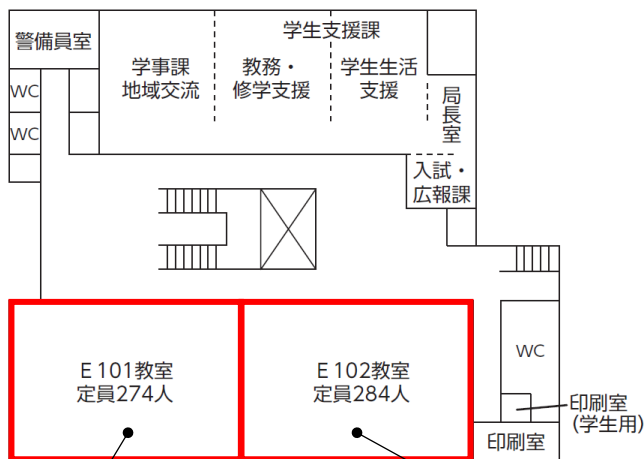 警備員室
学生支援課
学事課
地域交流
教務・
修学支援
学生生活
支援
WC
WC
局長室
入試・
広報課
E101教室
定員274人
E102教室
定員284人
WC
印刷室
(学生用)
印刷室